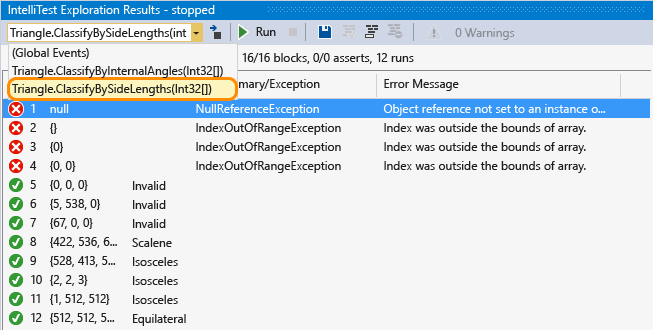 IntelliTest Exploration Results - stopped
Triangle.ClassifyBySideLengths(int Run 0 Warnings
(Global Events)
16/16 blocks, 0/0 asserts, 12 runs
Triangle.ClassifyByInternalAngles(Int32[])
Triangle.ClassifyBySideLengths(Int32[]) mary/Exception Error Message
1 null NullReferenceException Object reference not set to an instance o...
2 {} IndexOutOfRangeException Index was outside the bounds of array.
3 {0} IndexOutOfRangeException Index was outside the bounds of array.
4 {0, 0} IndexOutOfRangeException Index was outside the bounds of array.
5 {0, 0, 0} Invalid
6 {5, 538, 0} Invalid
7 {67, 0, 0} Invalid
8 {422, 536, 6... Scalene
9 {528, 413, 5... Isosceles
10 {2, 2, 3} Isosceles
11 {1, 512, 512} Isosceles
12 {512, 512, 5... Equilateral